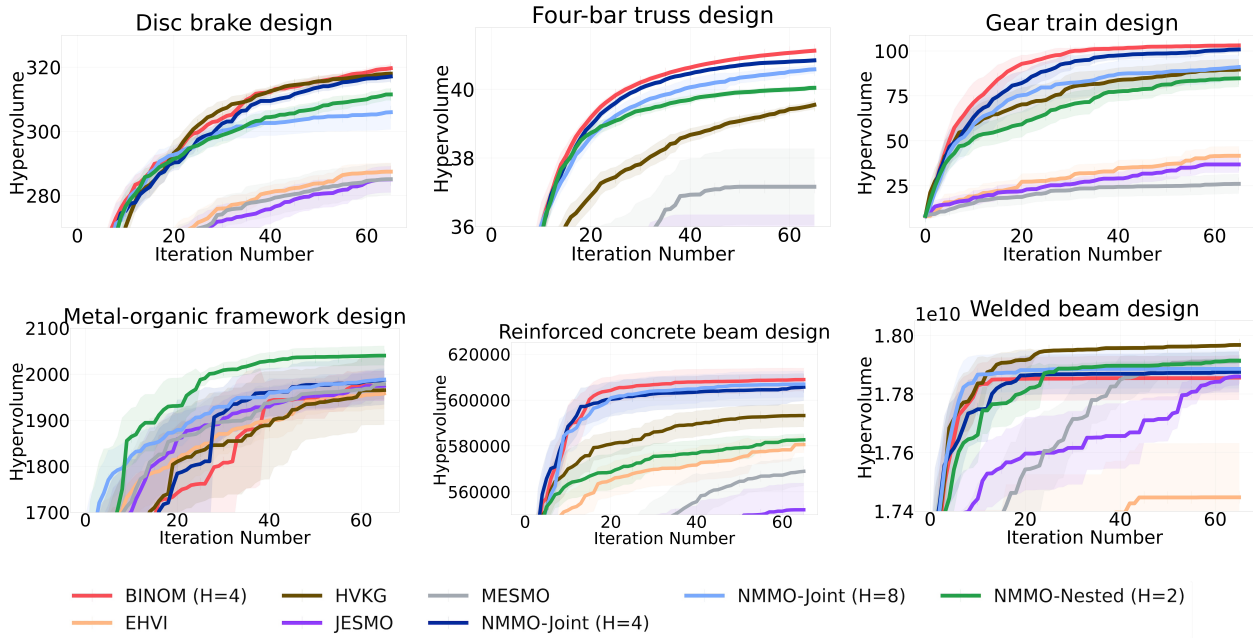 Disc brake design
Four-bar truss design
Gear train design
Hypervolume
320
300
280
0 20 40 60
Iteration Number
Hypervolume
40
38
36
0 20 40 60
Iteration Number
Hypervolume
100
75
50
25
0 20 40 60
Iteration Number
Metal-organic framework design
Reinforced concrete beam design
Welded beam design
Hypervolume
2100
2000
1900
1800
1700
0 20 40 60
Iteration Number
Hypervolume
620000
600000
580000
560000
0 20 40 60
Iteration Number
1e10
Hypervolume
1.80
1.78
1.76
1.74
0 20 40 60
Iteration Number
BINOM (H=4) HVKG MESMO NMMO-Joint (H=8) NMMO-Nested (H=2)
EHVI JESMO NMMO-Joint (H=4)